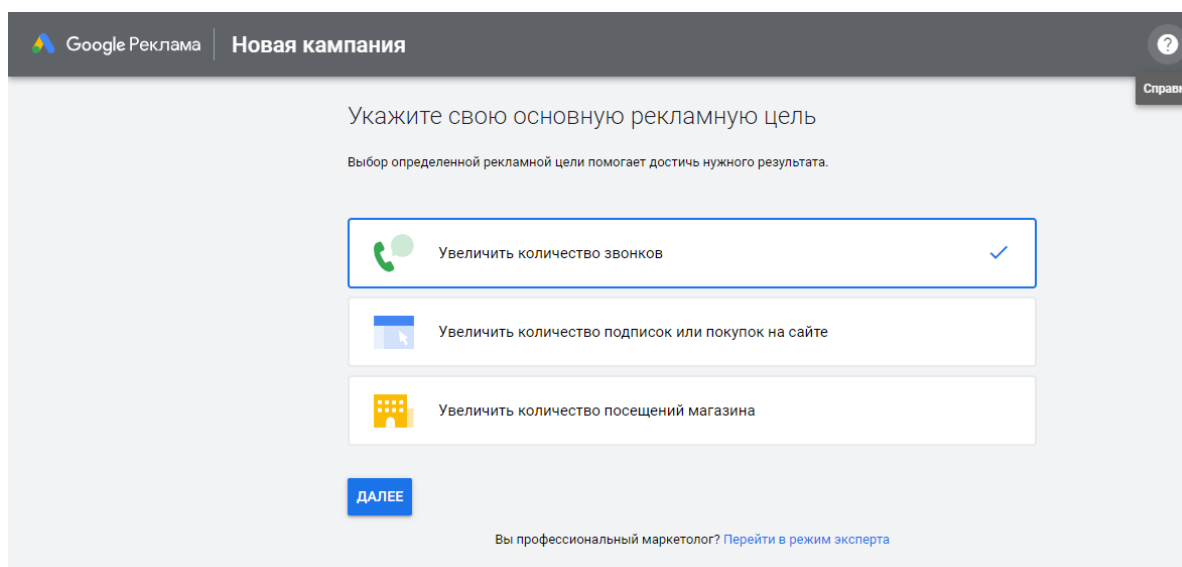 Google Реклама
Новая кампания
?
Укажите свою основную рекламную цель
Выбор определенной рекламной цели помогает достичь нужного результата.
Увеличить количество звонков
Увеличить количество подписок или покупок на сайте
Увеличить количество посещений магазина
ДАЛЕЕ
Вы профессиональный маркетолог? Перейти в режим эксперта